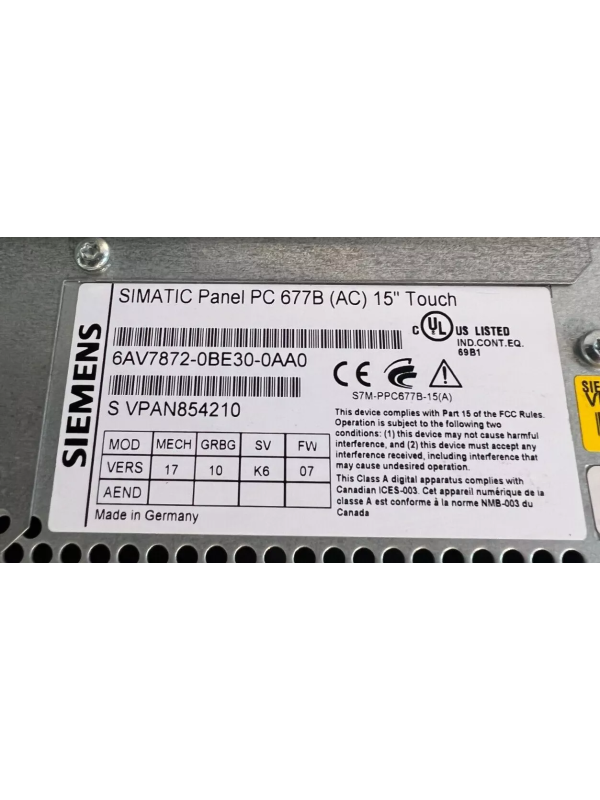 SIEMENS
SIMATIC Panel PC 677B (AC) 15" Touch
C UL US LISTED
IND.CONT.EQ.
69B1
6AV7872-0BE30-0AA0
S VPAN854210
CE
S7M-PPC677B-15(A)
This device complies with Part 15 of the FCC Rules.
Operation is subject to the following two
conditions: (1) this device may not cause harmful
interference, and (2) this device must accept any
interference received, including interference that
may cause undesired operation.
This Class A digital apparatus complies with
Canadian ICES-003. Cet appareil numérique de la
classe A est conforme à la norme NMB-003 du
Canada
MOD MECH GRBG SV FW
VERS 17 10 K6 07
AEND
Made in Germany
SIE